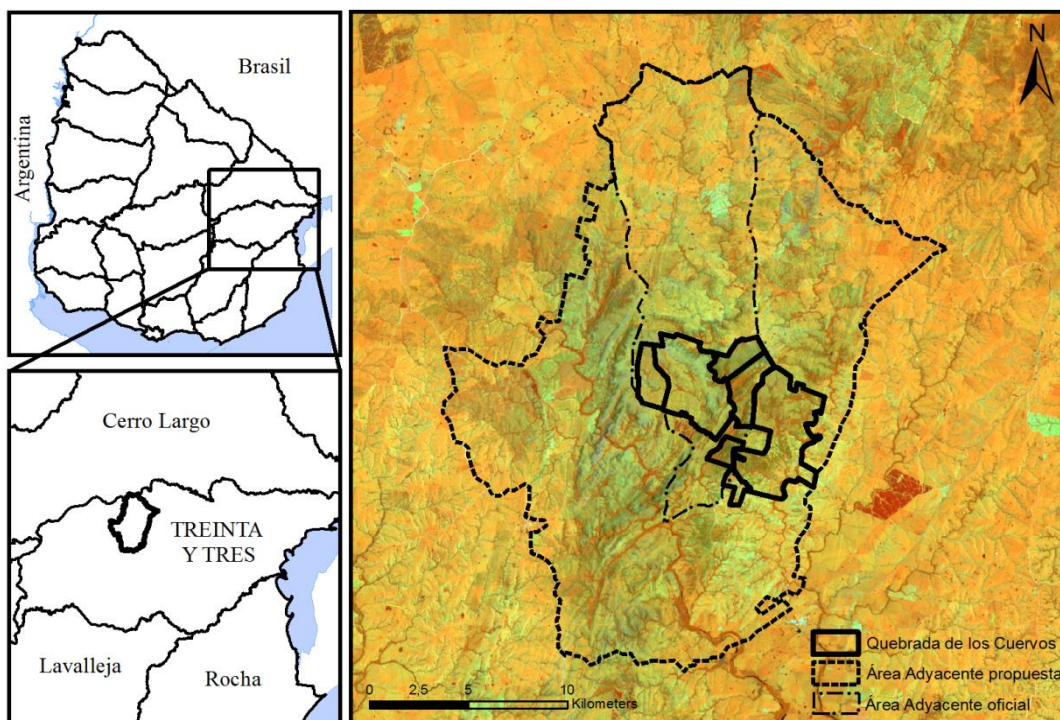 Brasil
Argentina
Cerro Largo
TREINTA
Y TRES
Lavalleja
Rocha
N
Quebrada de los Cuervos
Área Adyacente propuesta
Área Adyacente oficial
0 2,5 5 10
Kilometers